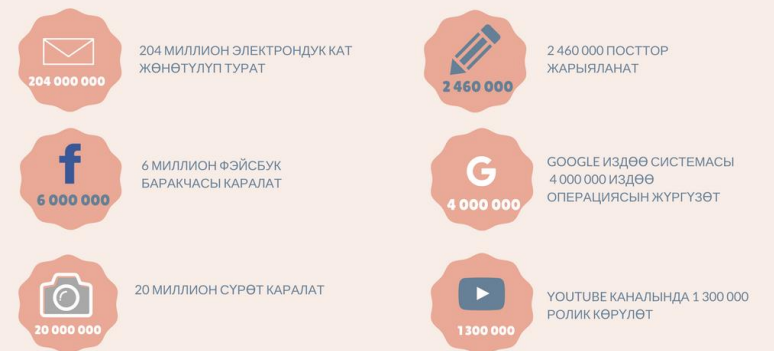 204 000 000
204 МИЛЛИОН ЭЛЕКТРОНДУК КАТ
ЖӨНӨТҮЛҮП ТУРАТ
2 460 000
2 460 000 ПОСТТОР
ЖАРЫЯЛАНАТ
f
6 000 000
6 МИЛЛИОН ФЭЙСБУК
БАРАКЧАСЫ КАРАЛАТ
G
4 000 000
GOOGLE ИЗДӨӨ СИСТЕМАСЫ
4 000 000 ИЗДӨӨ
ОПЕРАЦИЯСЫН ЖҮРГҮЗӨТ
20 000 000
20 МИЛЛИОН СҮРӨТ КАРАЛАТ
1 300 000
YOUTUBE КАНАЛЫНДА 1 300 000
РОЛИК КӨРҮЛӨТ